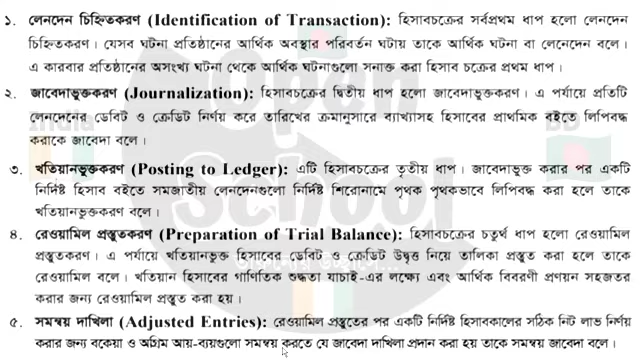 ১. লেনদেন চিহ্নিতকরণ (Identification of Transaction): হিসাবচক্রের সর্বপ্রথম ধাপ হলো লেনদেন
চিহ্নিতকরণ। যেসব ঘটনা প্রতিষ্ঠানের আর্থিক অবস্থার পরিবর্তন ঘটায় তাকে আর্থিক ঘটনা বা লেনেদেন বলে।
এ কারবার প্রতিষ্ঠানের অসংখ্য ঘটনা থেকে আর্থিক ঘটনাগুলো সনাক্ত করা হিসাব চক্রের প্রথম ধাপ।
২. জাবেদাভুক্তকরণ (Journalization): হিসাবচক্রের দ্বিতীয় ধাপ হলো জাবেদাভুক্তকরণ। এ পর্যায়ে প্রতিটি
লেনদেনের ডেবিট ও ক্রেডিট নির্ণয় করে তারিখের ক্রমানুসারে ব্যাখ্যাসহ হিসাবের প্রাথমিক বইতে লিপিবদ্ধ
করাকে জাবেদা বলে।
৩. খতিয়ানভুক্তকরণ (Posting to Ledger): এটি হিসাবচক্রের তৃতীয় ধাপ। জাবেদাভুক্ত করার পর একটি
নির্দিষ্ট হিসাব বইতে সমজাতীয় লেনদেনগুলো নির্দিষ্ট শিরোনামে পৃথক পৃথকভাবে লিপিবদ্ধ করা হলে তাকে
খতিয়ানভুক্তকরণ বলে।
৪. রেওয়ামিল প্রস্তুতকরণ (Preparation of Trial Balance): হিসাবচক্রের চতুর্থ ধাপ হলো রেওয়ামিল
প্রস্তুতকরণ। এ পর্যায়ে খতিয়ানভুক্ত হিসাবের ডেবিট ও ক্রেডিট উদ্বৃত্ত নিয়ে তালিকা প্রস্তুত করা হলে তাকে
রেওয়ামিল বলে। খতিয়ান হিসাবের গাণিতিক শুদ্ধতা যাচাই-এর লক্ষ্যে এবং আর্থিক বিবরণী প্রণয়ন সহজতর
করার জন্য রেওয়ামিল প্রস্তুত করা হয়।
৫. সমন্বয় দাখিলা (Adjusted Entries): রেওয়ামিল প্রস্তুতের পর একটি নির্দিষ্ট হিসাবকালের সঠিক নিট লাভ নির্ণয়
করার জন্য বকেয়া ও অগ্রিম আয়-ব্যয়গুলো সমন্বয় করতে যে জাবেদা দাখিলা প্রদান করা হয় তাকে সমন্বয় জাবেদা বলে।
India
Open
School
BD